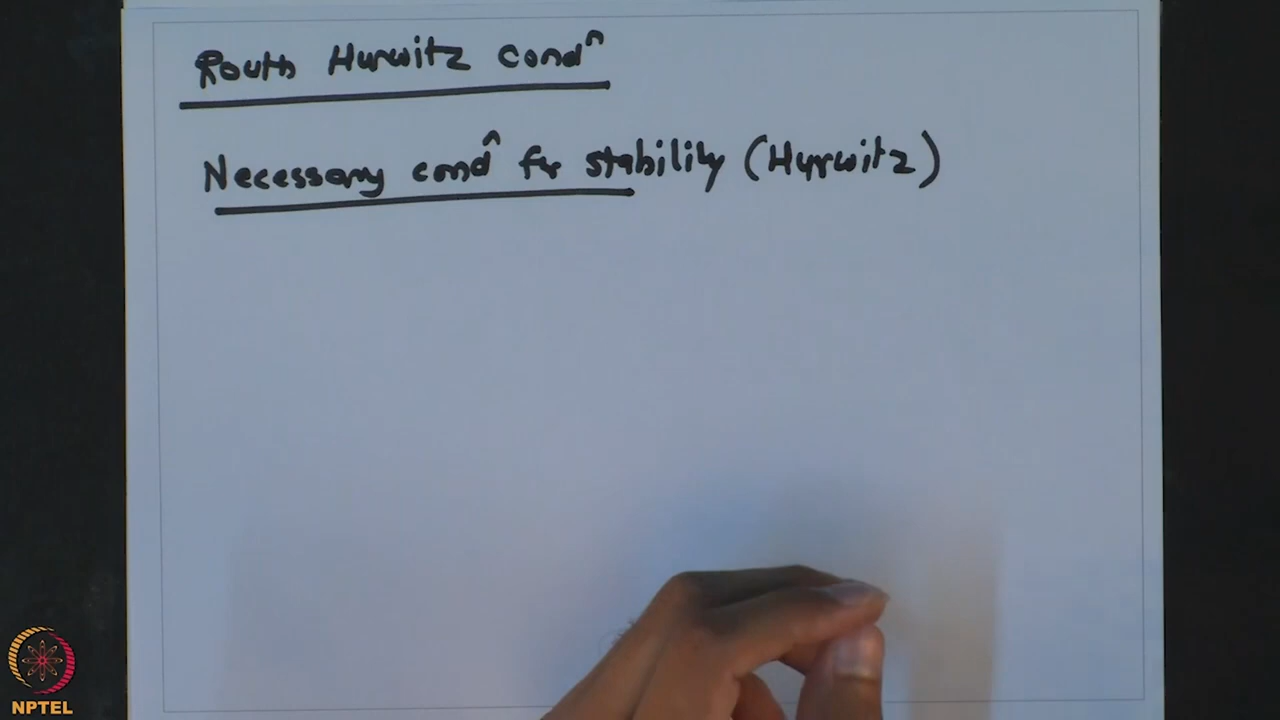 Routh Hurwitz condⁿ
Necessary condⁿ for stability (Hurwitz)
NPTEL